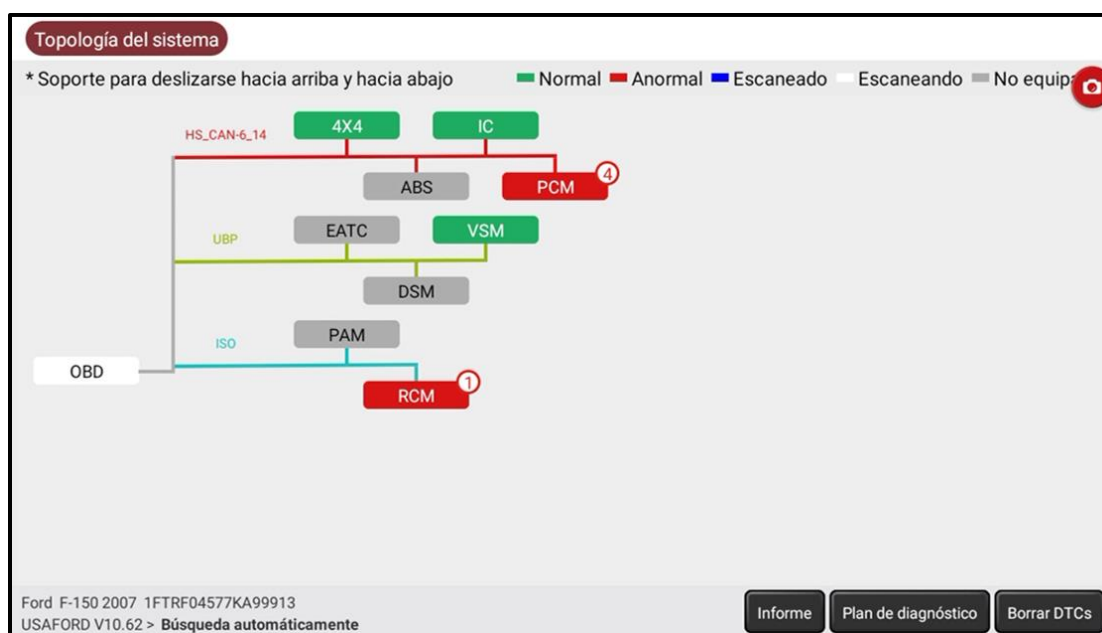 Topología del sistema
* Soporte para deslizarse hacia arriba y hacia abajo
Normal Anormal Escaneado Escaneando No equip
HS_CAN-6_14
4X4
IC
ABS
PCM
4
UBP
EATC
VSM
DSM
ISO
PAM
OBD
RCM
1
Ford F-150 2007 1FTRF04577KA99913
USAFORD V10.62 > Búsqueda automáticamente
Informe
Plan de diagnóstico
Borrar DTCs